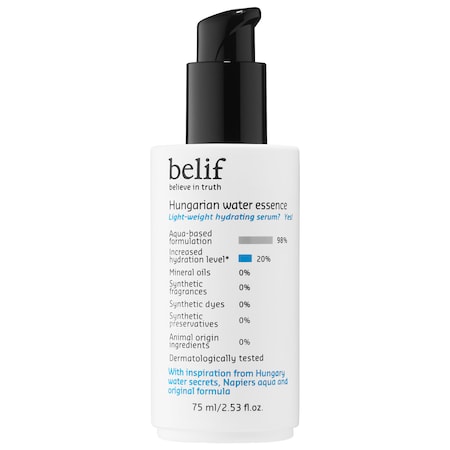 belif
believe in truth
Hungarian water essence
Light-weight hydrating serum? Yes!
Aqua-based
formulation 98%
Increased
hydration level* 20%
Mineral oils 0%
Synthetic
fragrances 0%
Synthetic dyes 0%
Synthetic
preservatives 0%
Animal origin
ingredients 0%
Dermatologically tested
With inspiration from Hungary
water secrets, Napiers aqua and
original formula
75 ml/2.53 fl.oz.